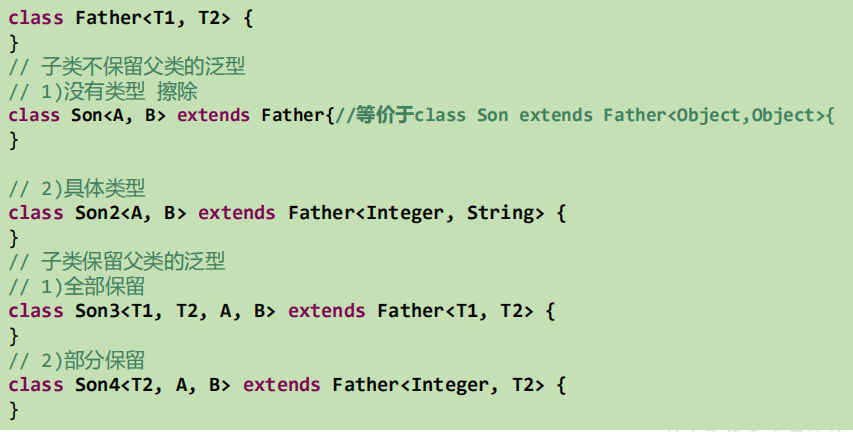 class Father<T1, T2> {
}
// 子类不保留父类的泛型
// 1)没有类型 擦除
class Son<A, B> extends Father{//等价于class Son extends Father<Object,Object>{
}
// 2)具体类型
class Son2<A, B> extends Father<Integer, String> {
}
// 子类保留父类的泛型
// 1)全部保留
class Son3<T1, T2, A, B> extends Father<T1, T2> {
}
// 2)部分保留
class Son4<T2, A, B> extends Father<Integer, T2> {
}